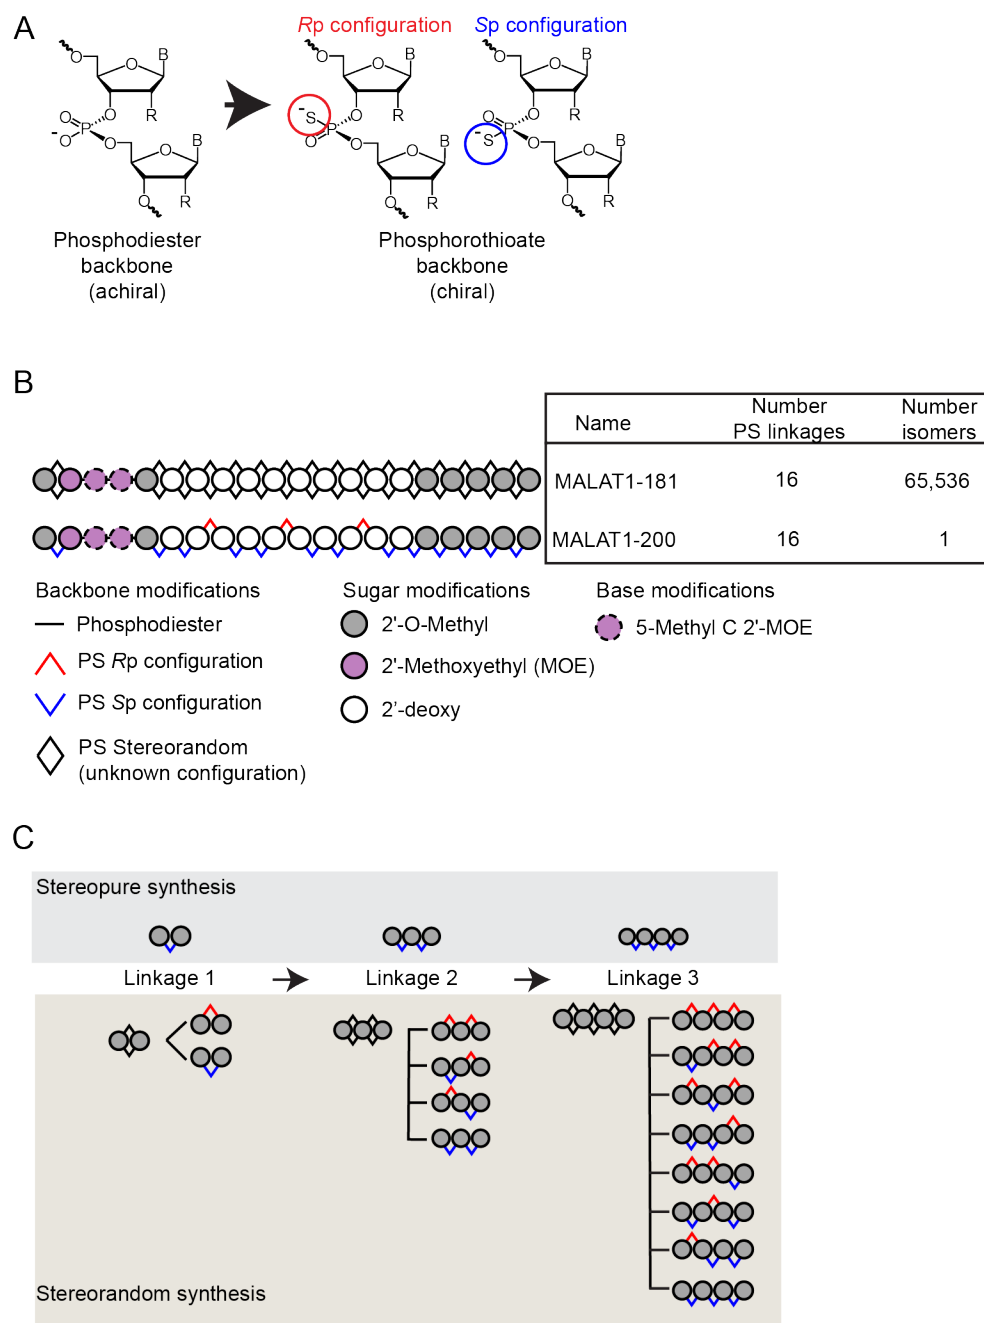 A
Rp configuration
Sp configuration
O
O
B
O
R
O
P
-O
O
O
B
O
R
O
O
B
-S
O
R
P
O
O
O
B
O
R
O
O
B
-S
O
R
O
P
O
O
B
O
R
Phosphodiester
backbone
(achiral)
Phosphorothioate
backbone
(chiral)
B
Name
Number
PS linkages
Number
isomers
MALAT1-181
16
65,536
MALAT1-200
16
1
Backbone modifications
Phosphodiester
PS Rp configuration
PS Sp configuration
PS Stereorandom
(unknown configuration)
Sugar modifications
2'-O-Methyl
2'-Methoxyethyl (MOE)
2’-deoxy
Base modifications
5-Methyl C 2'-MOE
C
Stereopure synthesis
Linkage 1
Linkage 2
Linkage 3
Stereorandom synthesis